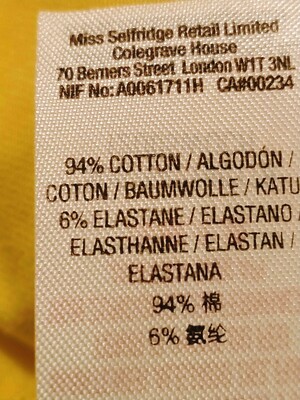 Miss Selfridge Retail Limited
Colegrave House
70 Berners Street London W1T 3NL
NIF No: A0061711H CA#00234
94% COTTON / ALGODÓN /
COTON / BAUMWOLLE / KATU
6% ELASTANE / ELASTANO
ELASTHANNE / ELASTAN /
ELASTANA
94% 棉
6% 氨纶